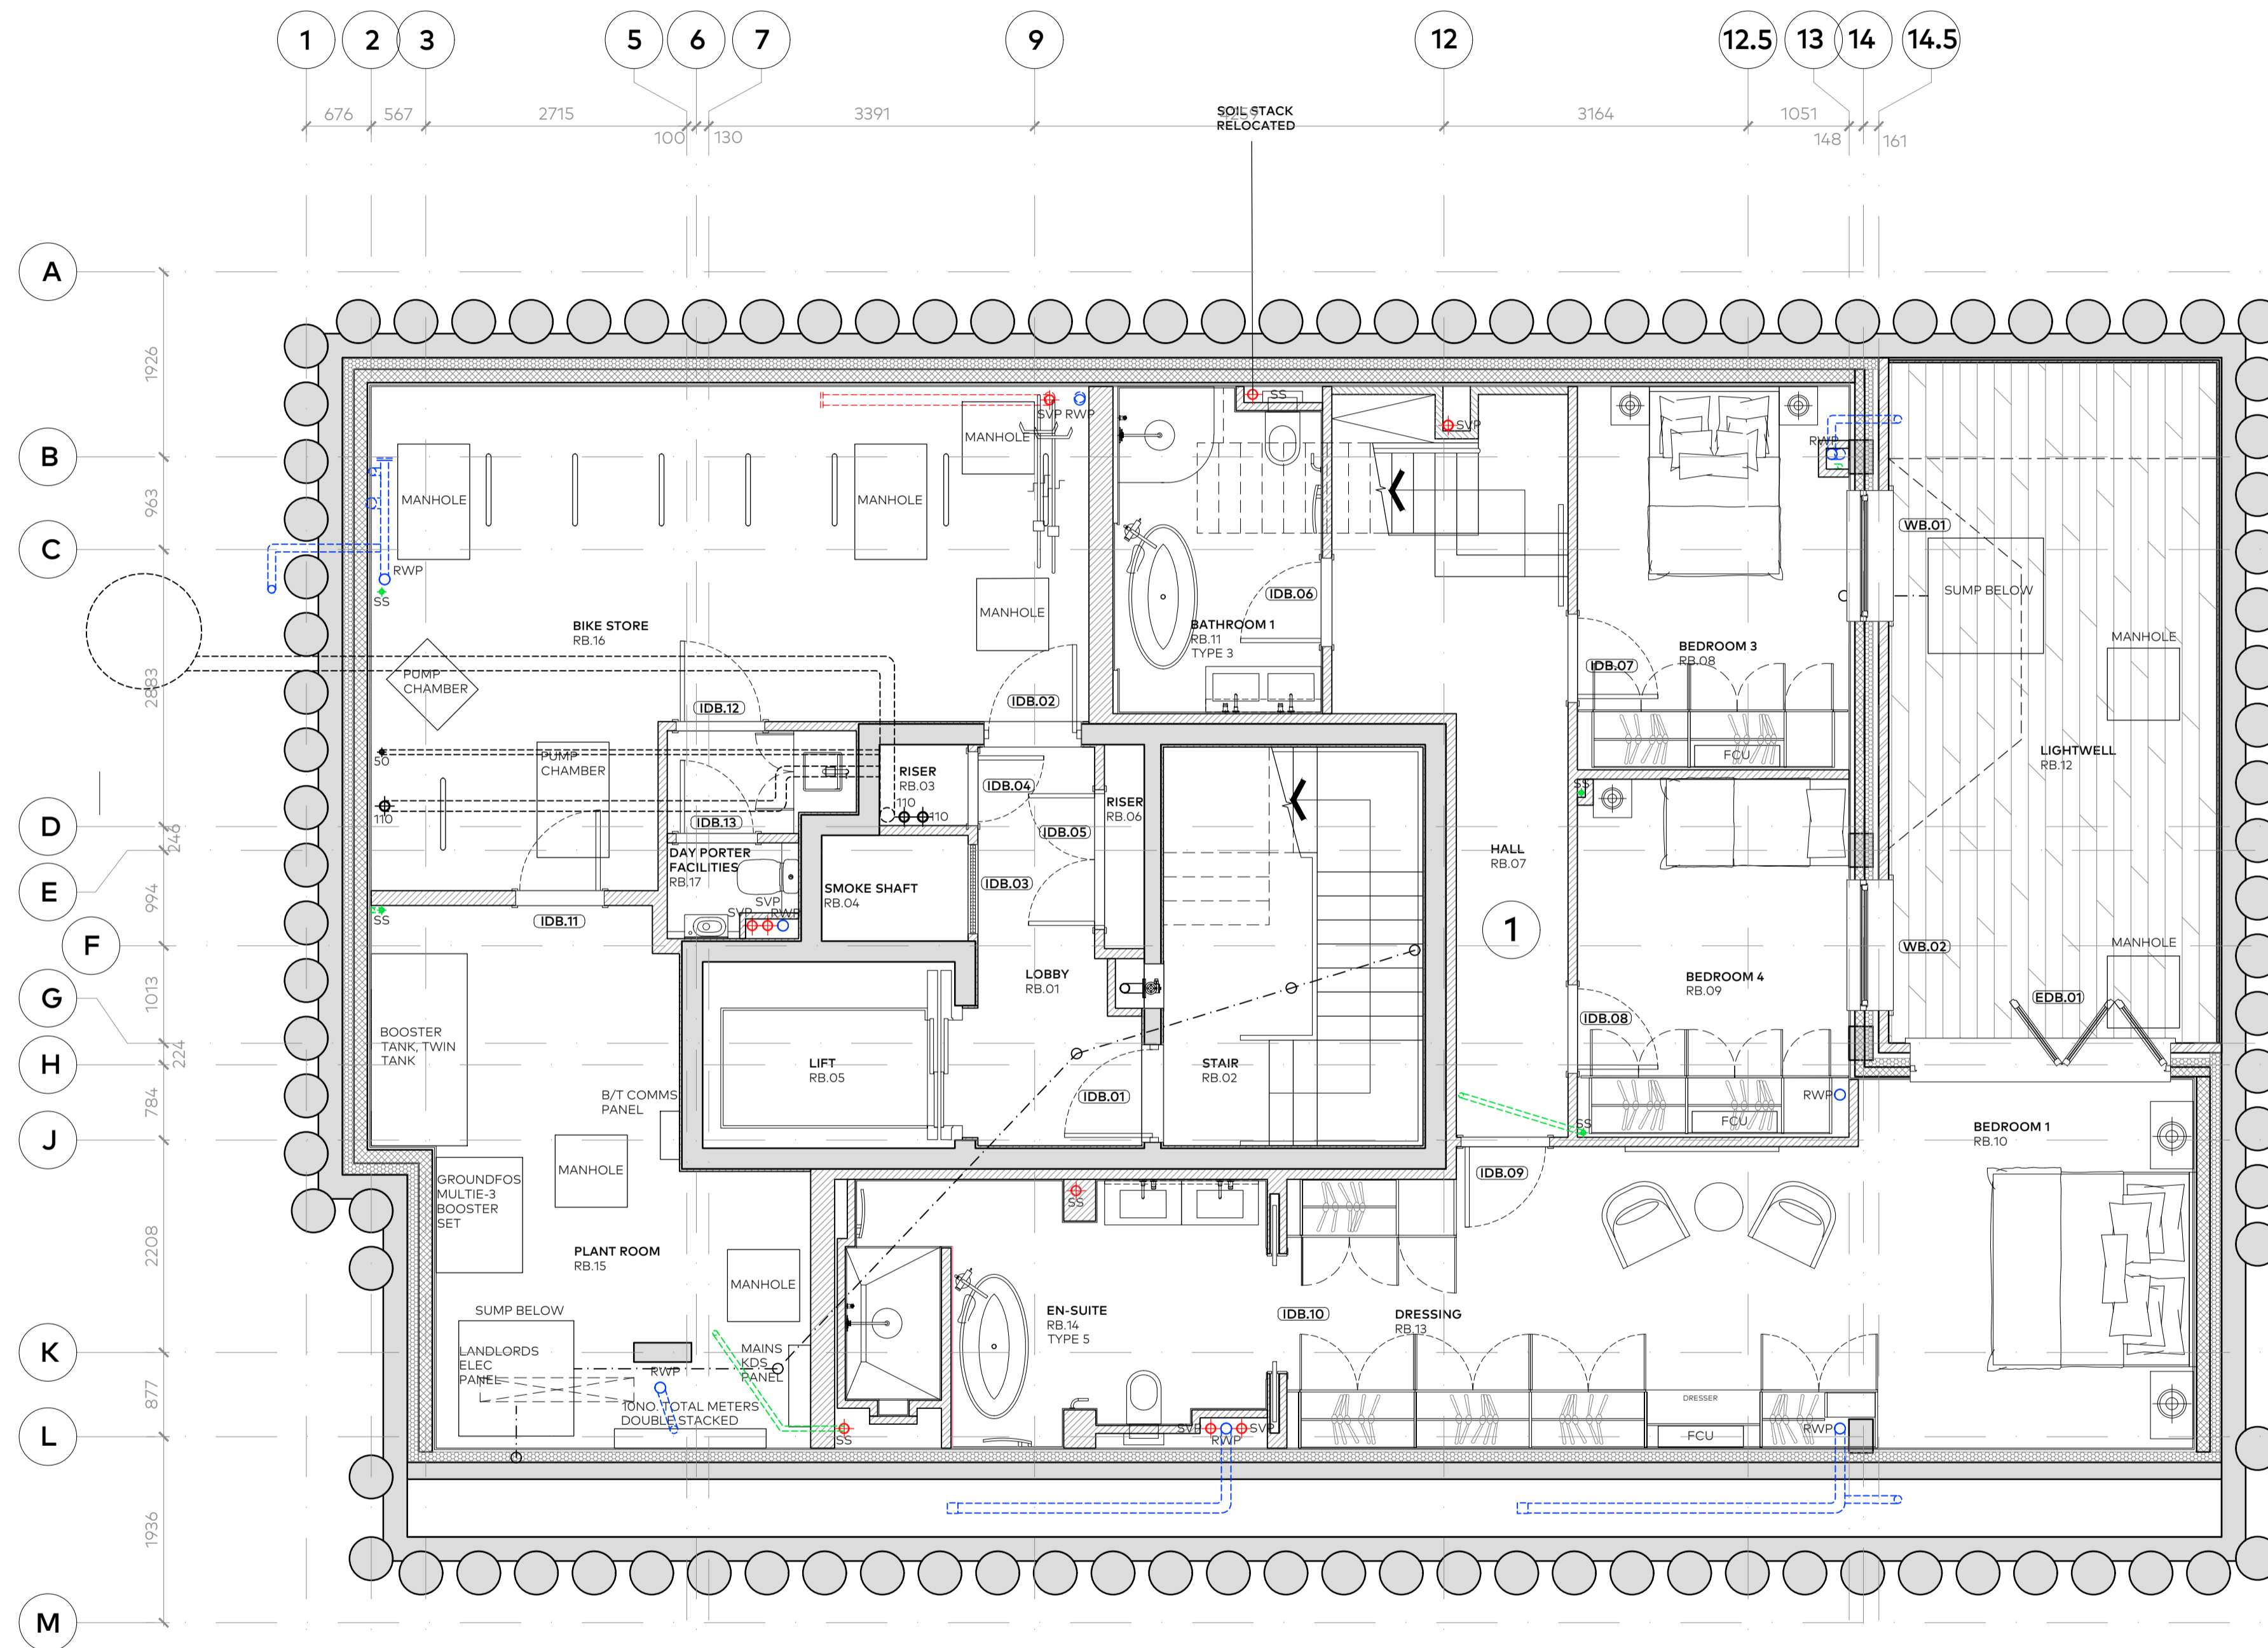 1 2 3 5 6 7 9 12 12.5 13 14 14.5
676 567 2715 100 130 3391 4259 3164 1051 148 161
SOIL STACK
RELOCATED
A
1926
B
963
C
2883
D
246
E
994
F
1013
G
224
H
784
J
2208
K
877
L
1936
M
MANHOLE
MANHOLE
MANHOLE
MANHOLE
SVP RWP
RWP
SS
BIKE STORE
RB.16
PUMP
CHAMBER
PUMP
CHAMBER
50
110
IDB.12
IDB.02
IDB.13
IDB.11
SS
DAY PORTER
FACILITIES
RB.17
SVP
SVP
RWP
RISER
RB.03
110
110
IDB.04
IDB.05
IDB.03
RISER
RB.06
SMOKE SHAFT
RB.04
LOBBY
RB.01
LIFT
RB.05
IDB.01
STAIR
RB.02
SS
SVP
BATHROOM 1
RB.11
TYPE 3
IDB.06
HALL
RB.07
1
IDB.07
BEDROOM 3
RB.08
RWP
FCU
SS
BEDROOM 4
RB.09
IDB.08
FCU
RWP
SS
WB.01
SUMP BELOW
MANHOLE
LIGHTWELL
RB.12
WB.02
MANHOLE
EDB.01
BEDROOM 1
RB.10
IDB.09
BOOSTER
TANK, TWIN
TANK
B/T COMMS
PANEL
GROUNDFOS
MULTIE-3
BOOSTER
SET
MANHOLE
PLANT ROOM
RB.15
MANHOLE
SUMP BELOW
LANDLORDS
ELEC
PANEL
RWP
MAINS
KDS
PANEL
10NO. TOTAL METERS
DOUBLE STACKED
SS
SS
EN-SUITE
RB.14
TYPE 5
SVP
RWP
SVP
IDB.10
DRESSING
RB.13
DRESSER
FCU
RWP